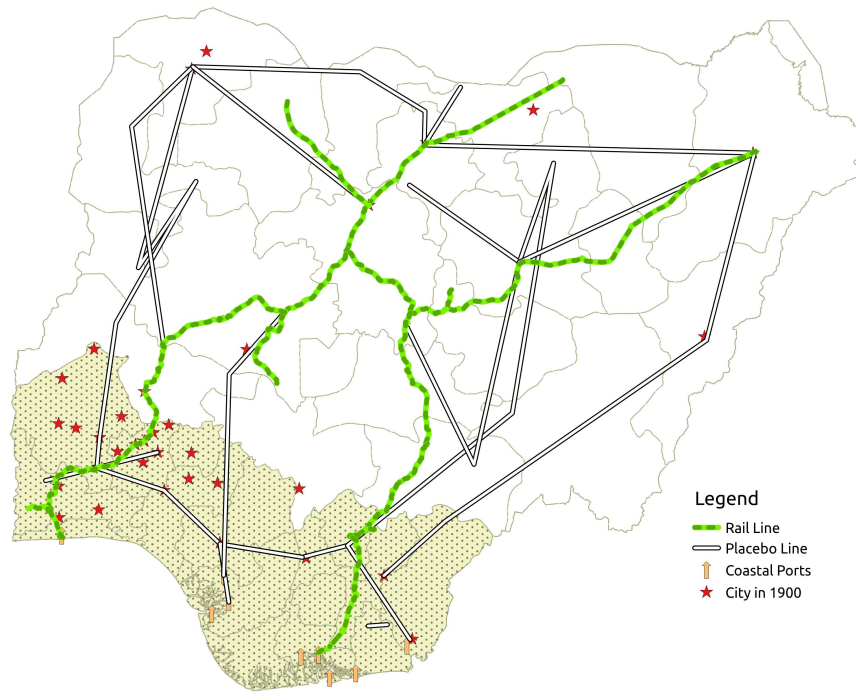 Legend
Rail Line
Placebo Line
Coastal Ports
City in 1900